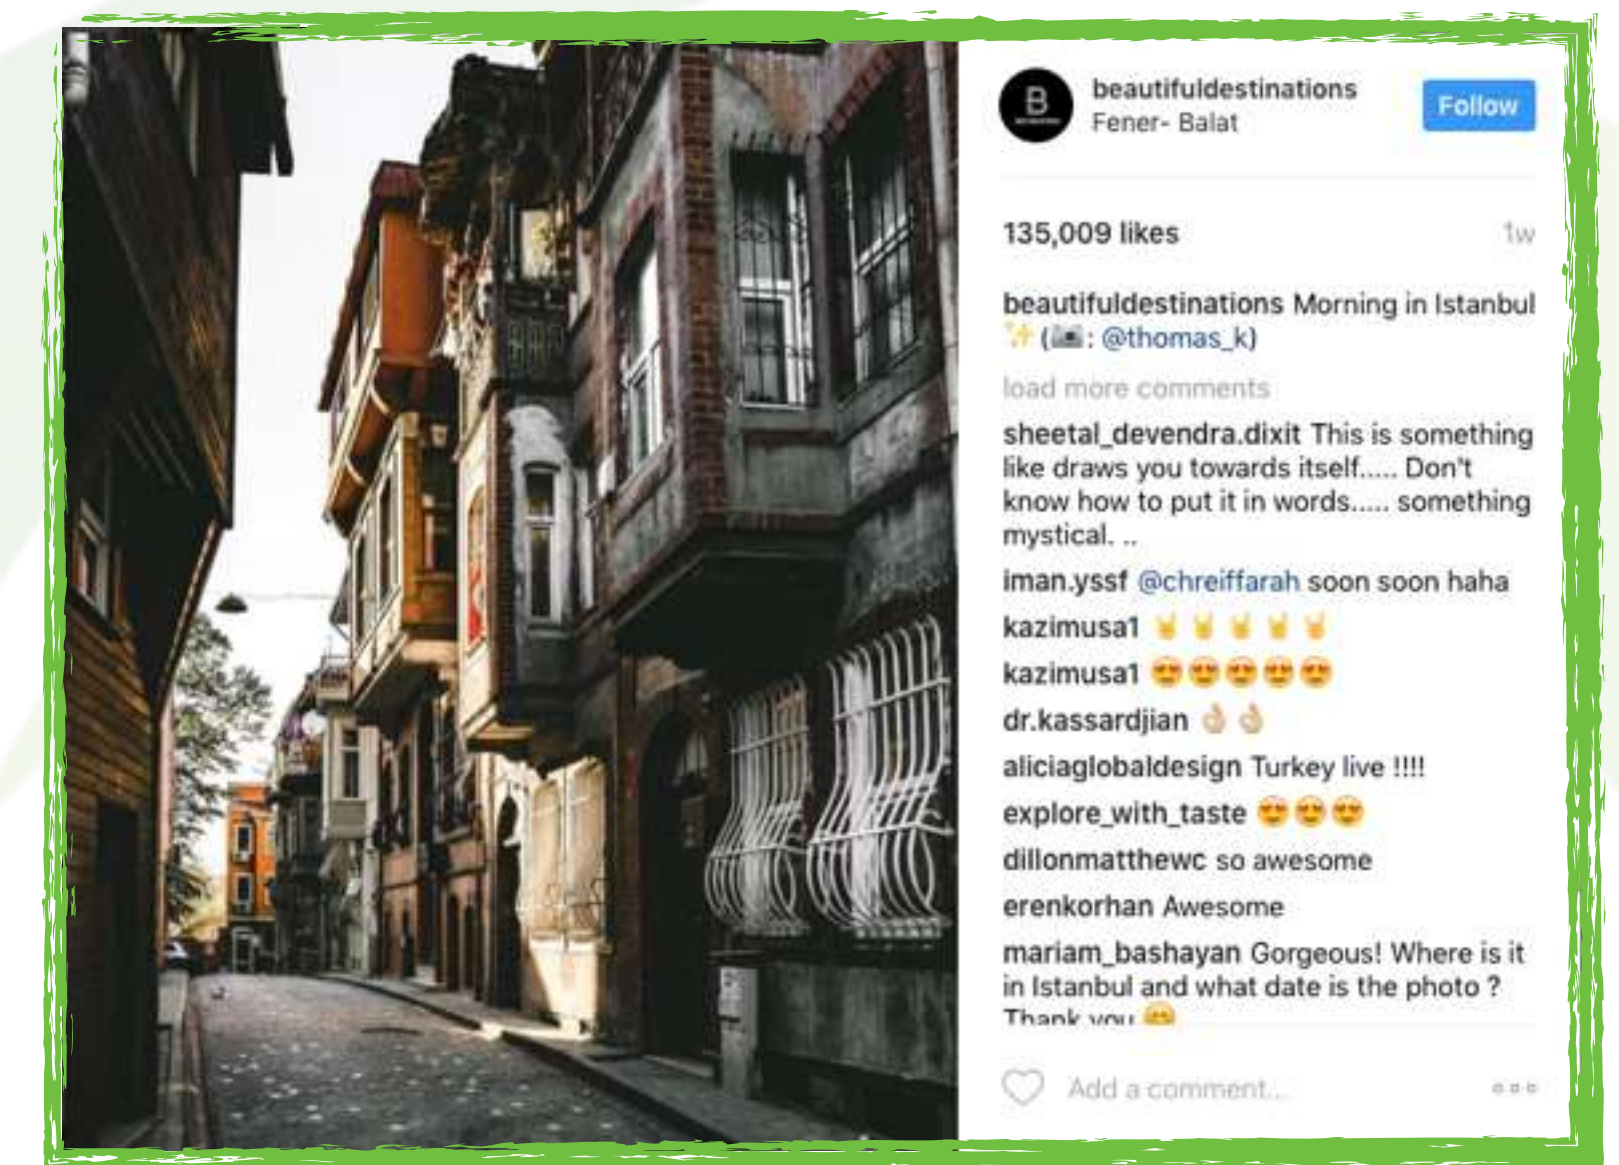 B
beautifuldestinations
Fener- Balat
Follow
135,009 likes
1w
beautifuldestinations Morning in Istanbul
✨ (📷: @thomas_k)
load more comments
sheetal_devendra.dixit This is something
like draws you towards itself..... Don't
know how to put it in words..... something
mystical. ..
iman.yssf @chreiffarah soon soon haha
kazimusa1 🤘🤘🤘🤘🤘
kazimusa1 😍😍😍😍😍
dr.kassardjian 👌🏼👌🏼
aliciaglobaldesign Turkey live !!!!
explore_with_taste 😍😍😍
dillonmatthewc so awesome
erenkorhan Awesome
mariam_bashayan Gorgeous! Where is it
in Istanbul and what date is the photo ?
Thank you 😁
Add a comment...